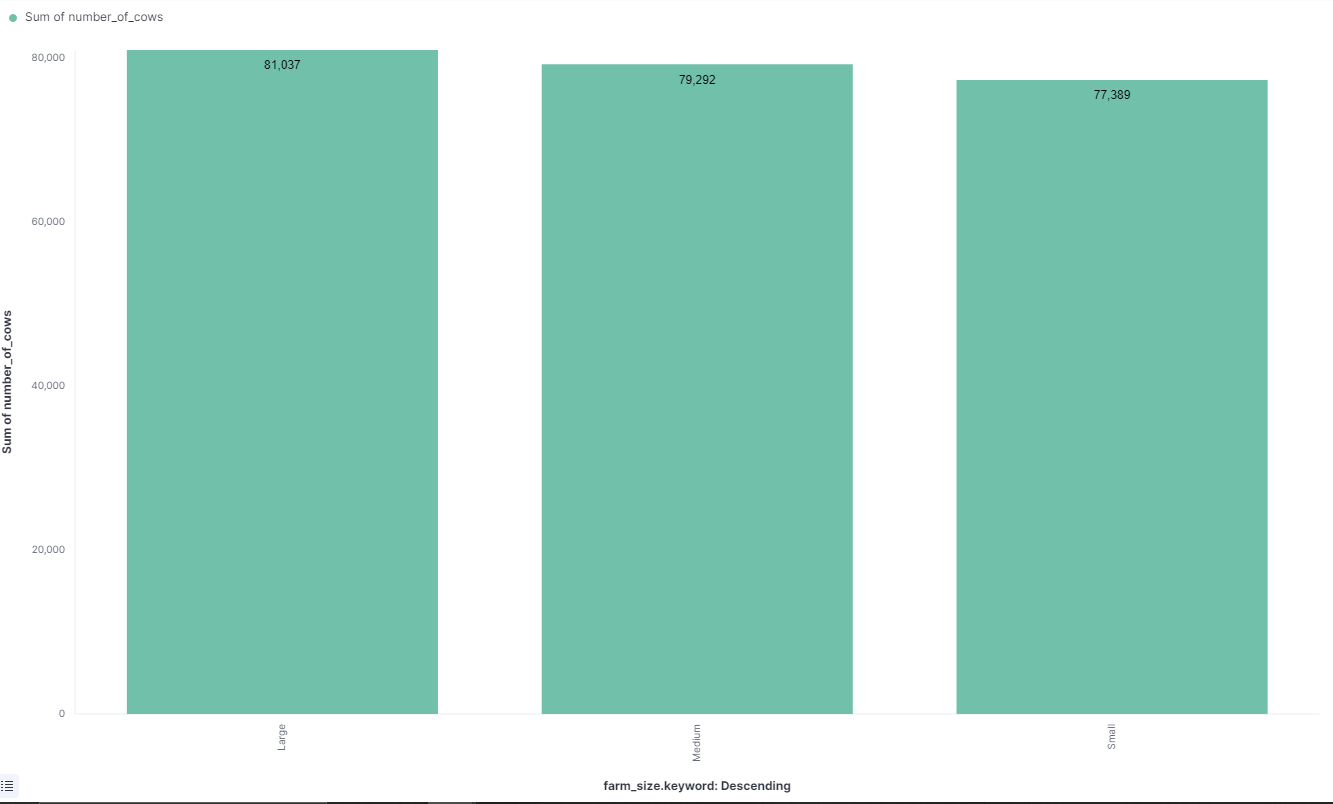 Sum of number_of_cows
80,000
60,000
40,000
20,000
0
Sum of number_of_cows
81,037
79,292
77,389
Large
Medium
Small
farm_size.keyword: Descending